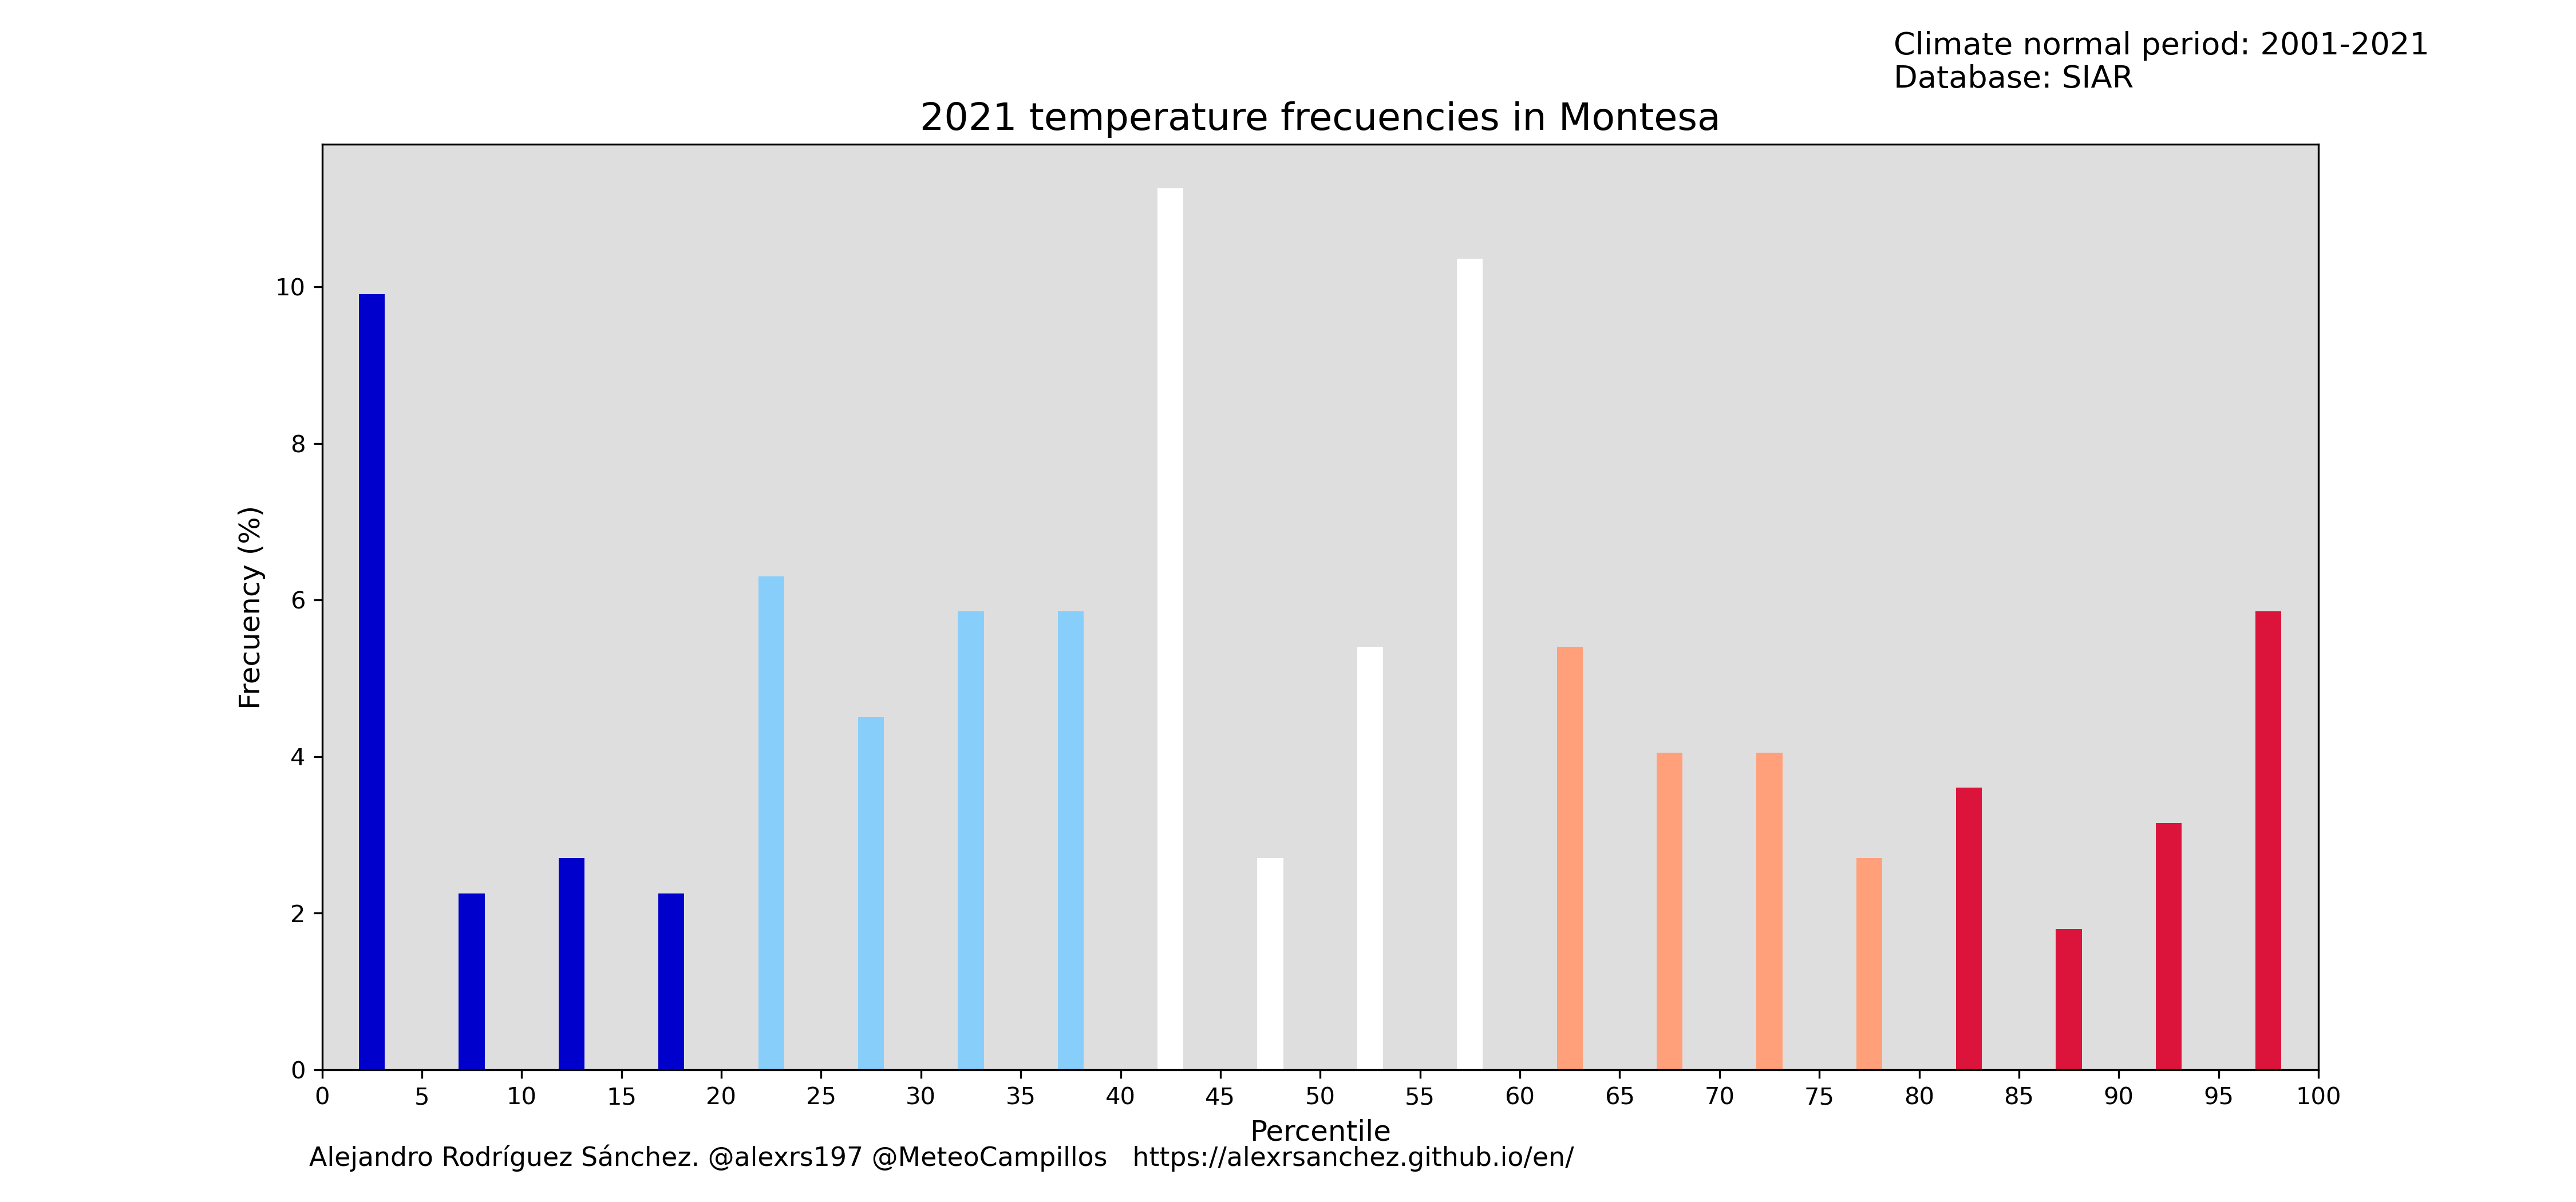 Climate normal period: 2001-2021
Database: SIAR
2021 temperature frecuencies in Montesa
10
8
6
4
2
0
Frecuency (%)
0 5 10 15 20 25 30 35 40 45 50 55 60 65 70 75 80 85 90 95 100
Percentile
Alejandro Rodríguez Sánchez. @alexrs197 @MeteoCampillos https://alexrsanchez.github.io/en/